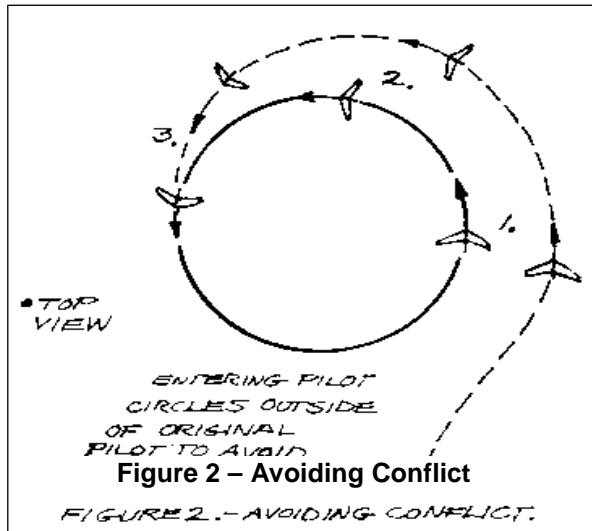 2.
3.
1.
•TOP
VIEW
ENTERING PILOT
CIRCLES OUTSIDE
OF ORIGINAL
PILOT TO AVOID
Figure 2 – Avoiding Conflict
FIGURE 2.-AVOIDING CONFLICT.